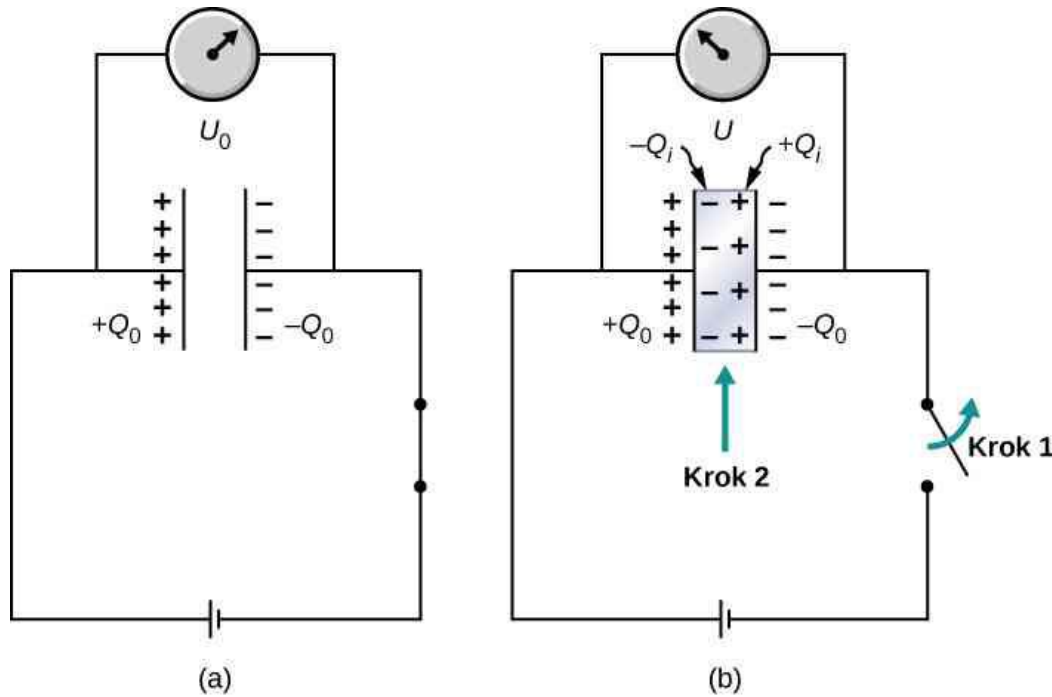 U₀
+ + + + + +
− − − − − −
+Q₀
−Q₀
(a)
U
−Qᵢ
+Qᵢ
+ + + + + +
− − − −
+ + + +
− − − − − −
+Q₀
−Q₀
Krok 1
Krok 2
(b)